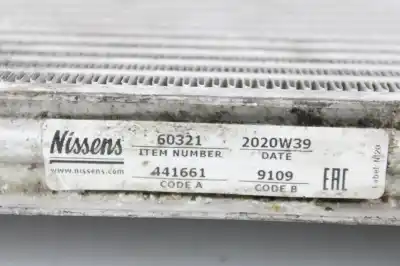 Nissens 60321 2020W39
ITEM NUMBER DATE
www.nissens.com 441661 9109 EAC
CODE A CODE B